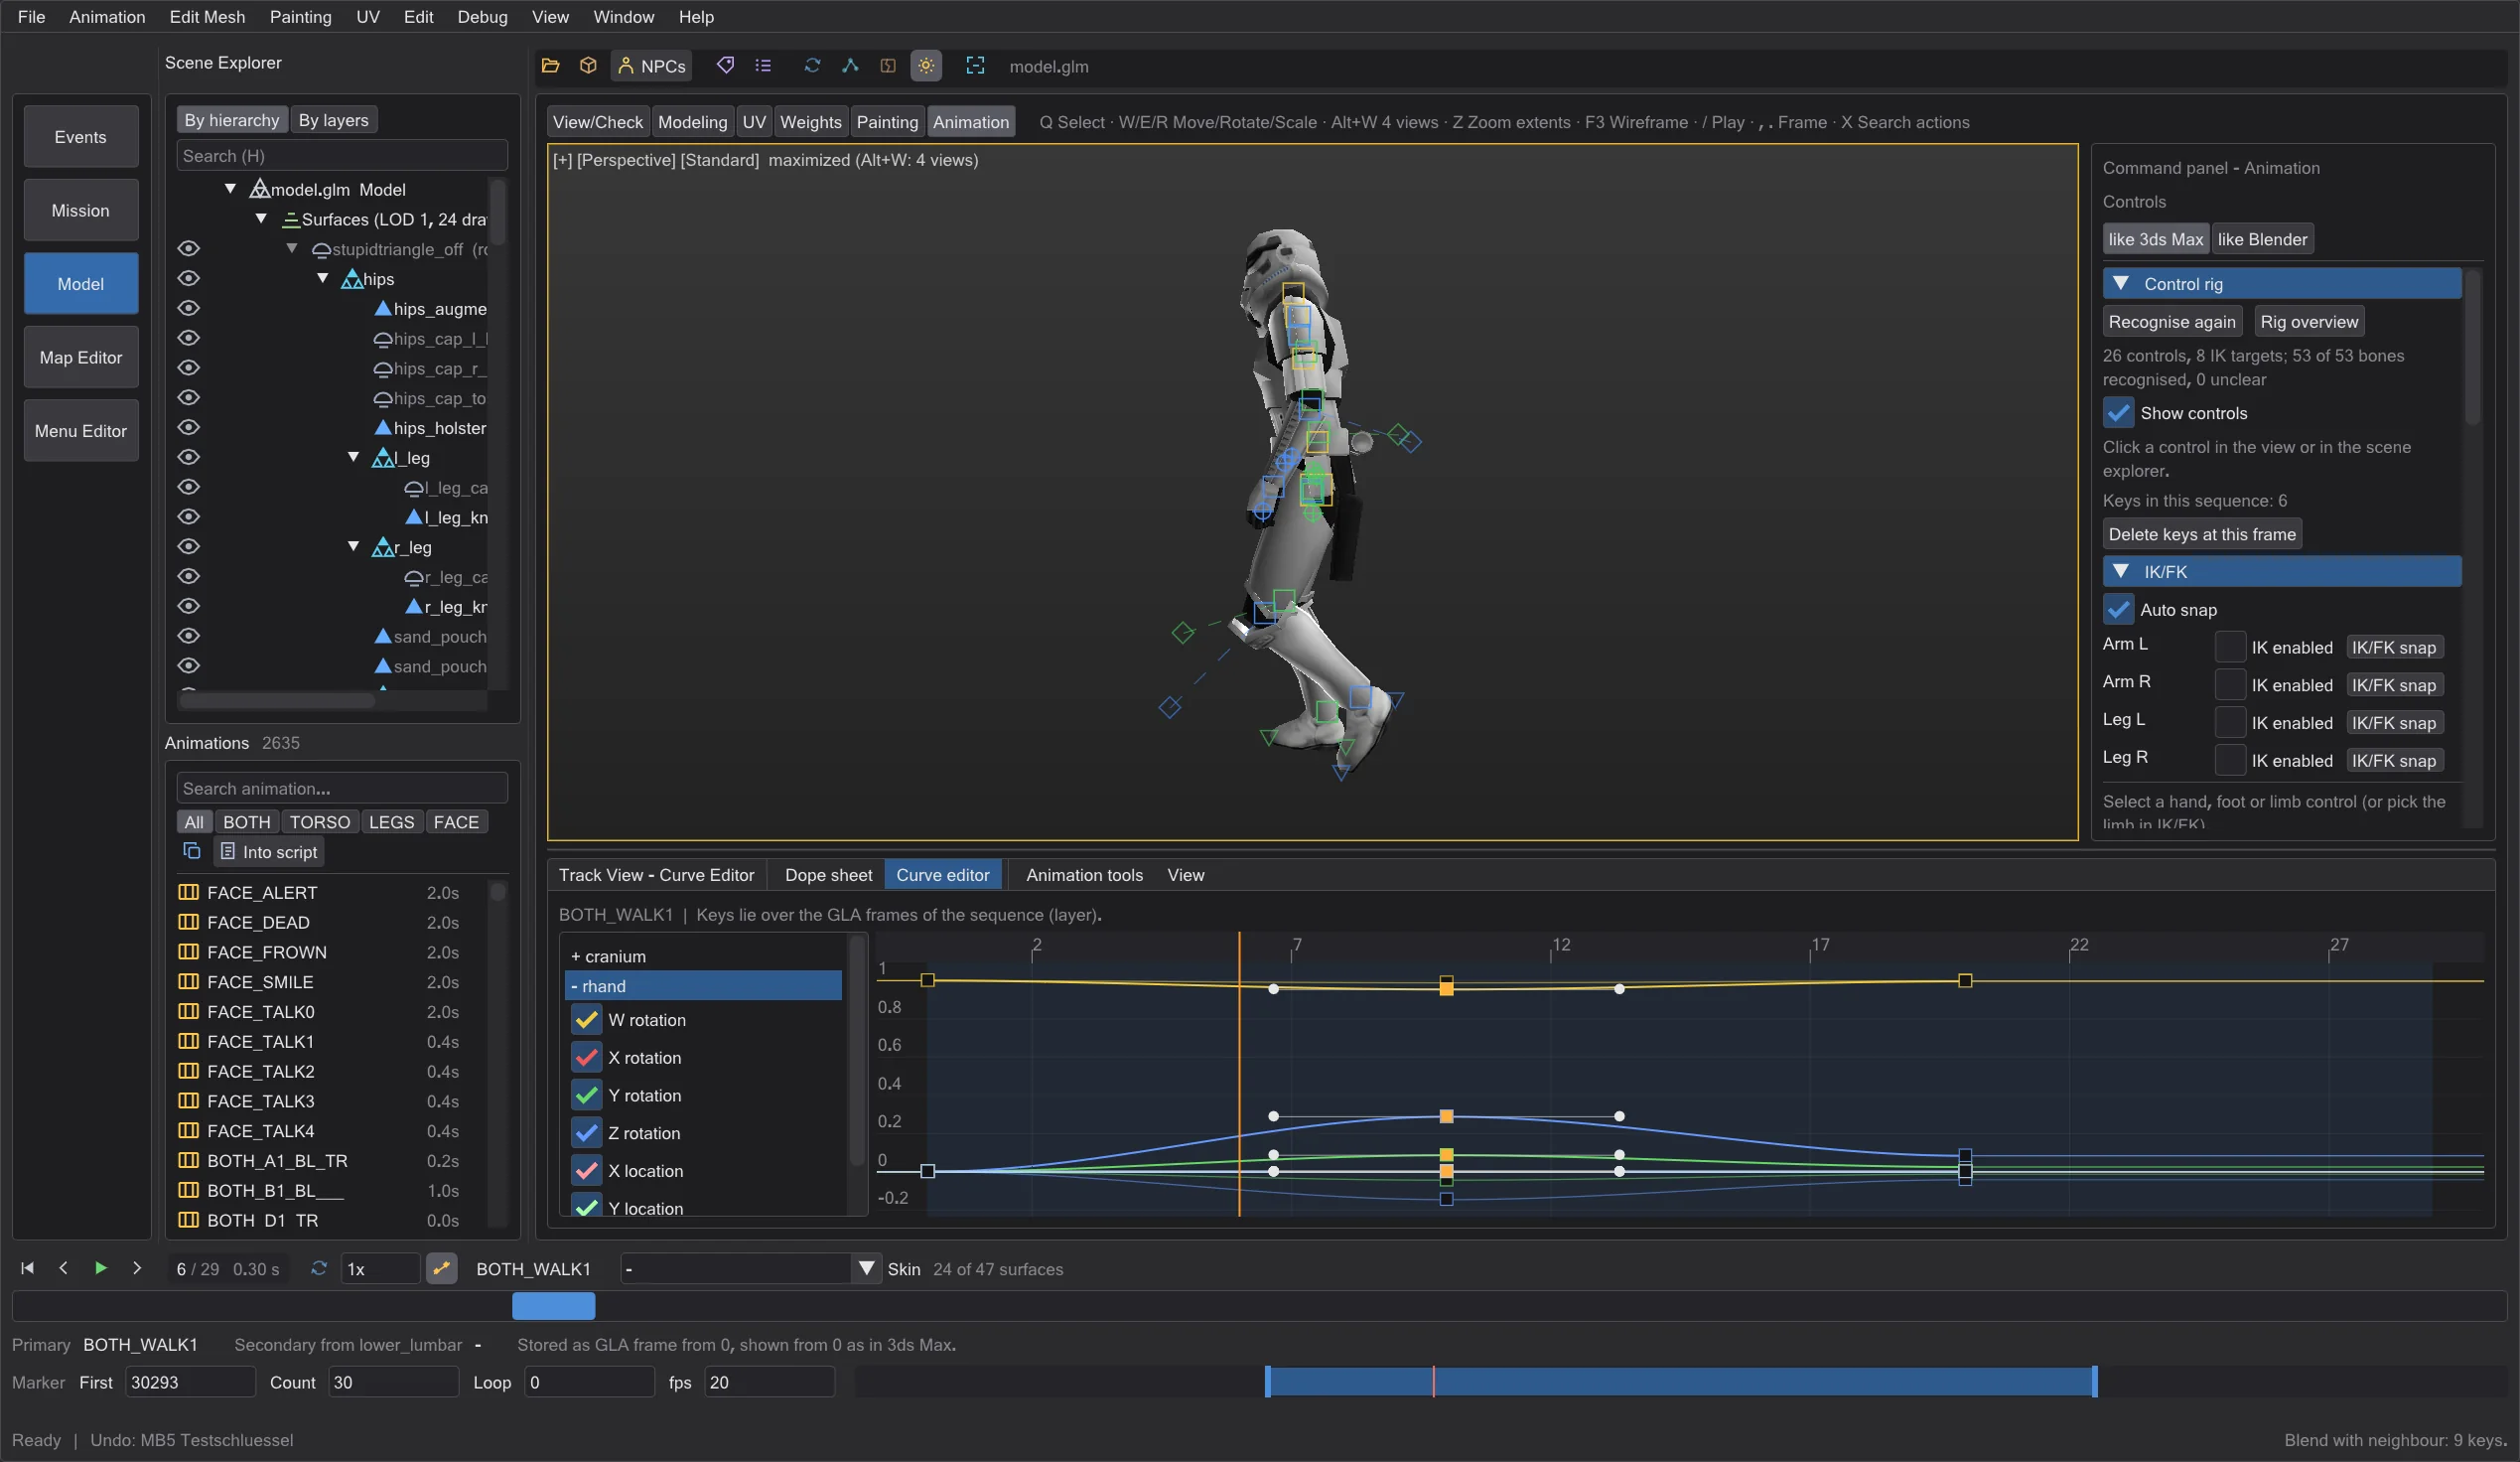 File Animation Edit Mesh Painting UV Edit Debug View Window Help
Scene Explorer
NPCs
model.glm
Events
Mission
Model
Map Editor
Menu Editor
By hierarchy By layers
Search (H)
model.glm Model
Surfaces (LOD 1, 24 dra
stupidtriangle_off (ro
hips
hips_augme
hips_cap_l_l
hips_cap_r_
hips_cap_to
hips_holster
l_leg
l_leg_ca
l_leg_kn
r_leg
r_leg_ca
r_leg_kr
sand_pouch
sand_pouch
Animations 2635
Search animation...
All BOTH TORSO LEGS FACE
Into script
FACE_ALERT 2.0s
FACE_DEAD 2.0s
FACE_FROWN 2.0s
FACE_SMILE 2.0s
FACE_TALK0 2.0s
FACE_TALK1 0.4s
FACE_TALK2 0.4s
FACE_TALK3 0.4s
FACE_TALK4 0.4s
BOTH_A1_BL_TR 0.2s
BOTH_B1_BL___ 1.0s
BOTH D1 TR 0.0s
View/Check Modeling UV Weights Painting Animation Q Select · W/E/R Move/Rotate/Scale · Alt+W 4 views · Z Zoom extents · F3 Wireframe · / Play · , . Frame · X Search actions
[+] [Perspective] [Standard] maximized (Alt+W: 4 views)
Command panel - Animation
Controls
like 3ds Max like Blender
Control rig
Recognise again Rig overview
26 controls, 8 IK targets; 53 of 53 bones
recognised, 0 unclear
Show controls
Click a control in the view or in the scene
explorer.
Keys in this sequence: 6
Delete keys at this frame
IK/FK
Auto snap
Arm L IK enabled IK/FK snap
Arm R IK enabled IK/FK snap
Leg L IK enabled IK/FK snap
Leg R IK enabled IK/FK snap
Select a hand, foot or limb control (or pick the
limb in IK/FK)
Track View - Curve Editor Dope sheet Curve editor Animation tools View
BOTH_WALK1 | Keys lie over the GLA frames of the sequence (layer).
+ cranium
- rhand
W rotation
X rotation
Y rotation
Z rotation
X location
Y location
2 7 12 17 22 27
1
0.8
0.6
0.4
0.2
0
-0.2
6 / 29 0.30 s 1x BOTH_WALK1 - Skin 24 of 47 surfaces
Primary BOTH_WALK1 Secondary from lower_lumbar - Stored as GLA frame from 0, shown from 0 as in 3ds Max.
Marker First 30293 Count 30 Loop 0 fps 20
Ready | Undo: MB5 Testschluessel
Blend with neighbour: 9 keys.